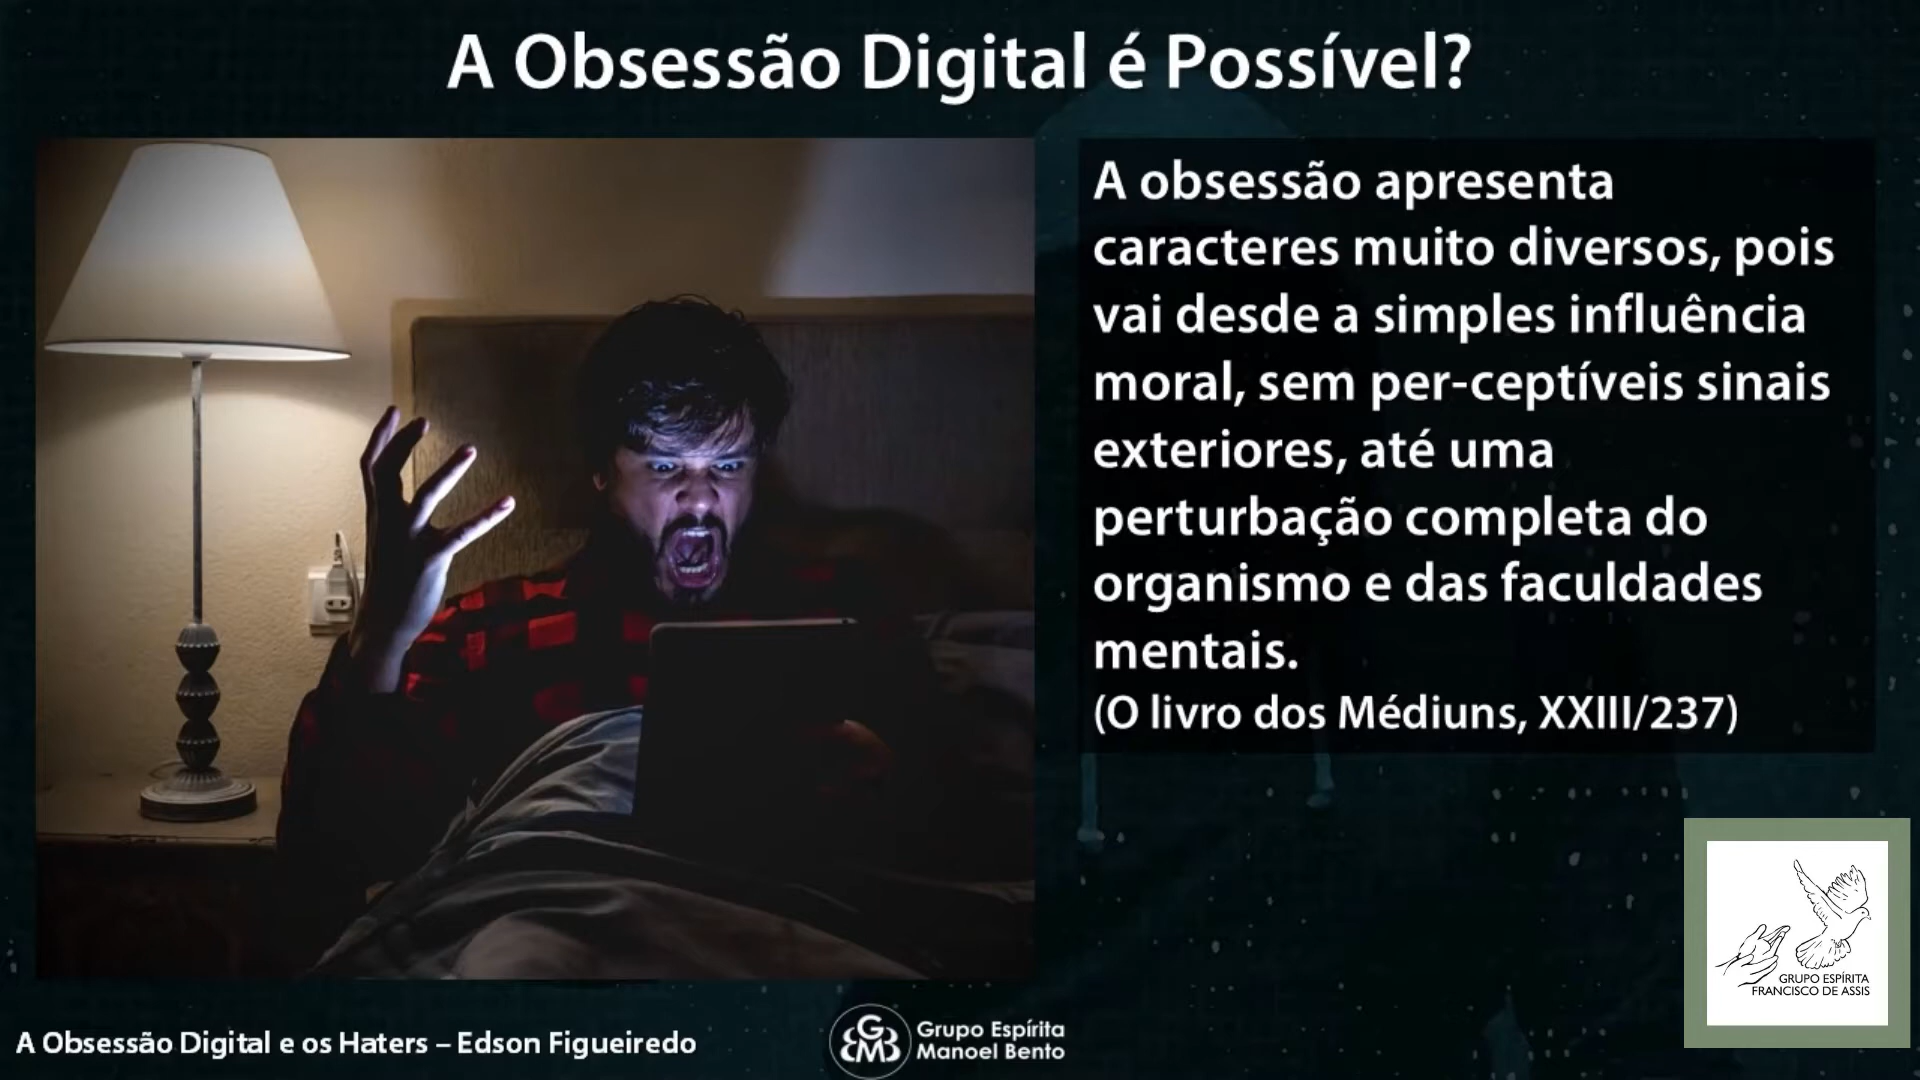 A Obsessão Digital é Possível?
A obsessão apresenta
caracteres muito diversos, pois
vai desde a simples influência
moral, sem per-ceptíveis sinais
exteriores, até uma
perturbação completa do
organismo e das faculdades
mentais.
(O livro dos Médiuns, XXIII/237)
GRUPO ESPÍRITA
FRANCISCO DE ASSIS
A Obsessão Digital e os Haters – Edson Figueiredo
GMB
Grupo Espírita
Manoel Bento